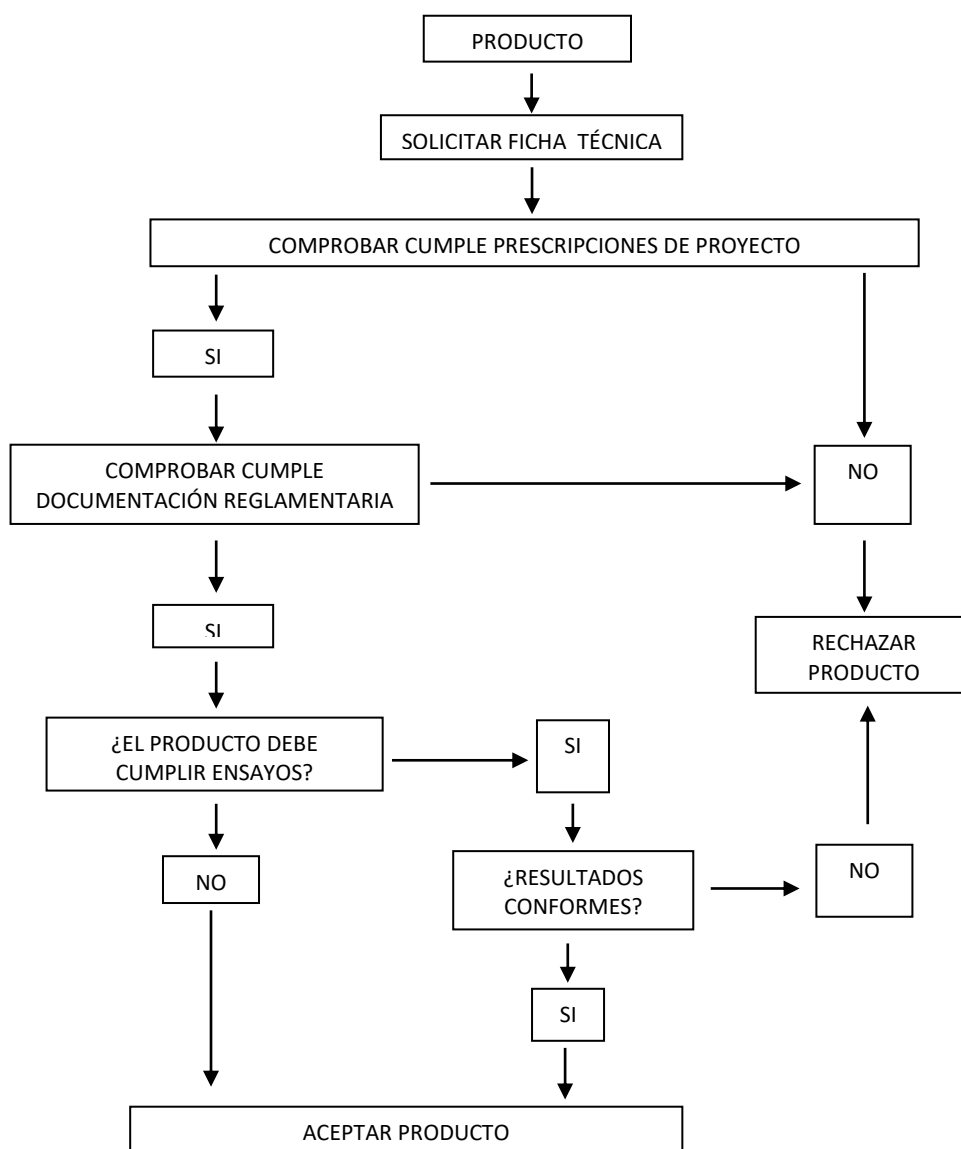 PRODUCTO
SOLICITAR FICHA TÉCNICA
COMPROBAR CUMPLE PRESCRIPCIONES DE PROYECTO
SI
COMPROBAR CUMPLE
DOCUMENTACIÓN REGLAMENTARIA
NO
SI
RECHAZAR
PRODUCTO
¿EL PRODUCTO DEBE
CUMPLIR ENSAYOS?
SI
NO
¿RESULTADOS
CONFORMES?
NO
SI
ACEPTAR PRODUCTO